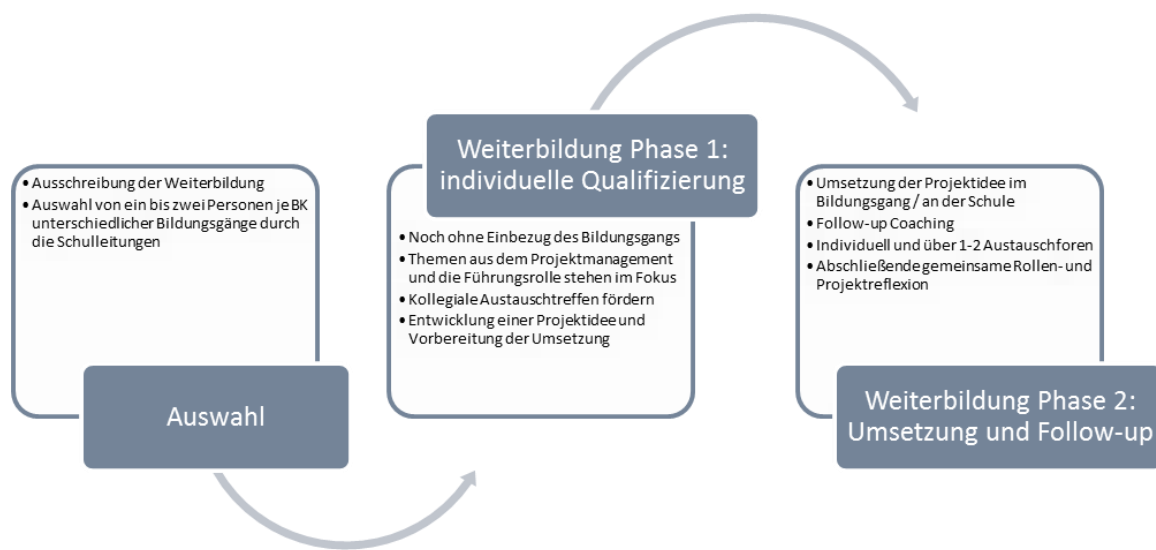 • Ausschreibung der Weiterbildung
• Auswahl von ein bis zwei Personen je BK
unterschiedlicher Bildungsgänge durch
die Schulleitungen
Auswahl
Weiterbildung Phase 1:
individuelle Qualifizierung
• Noch ohne Einbezug des Bildungsgangs
• Themen aus dem Projektmanagement
und die Führungsrolle stehen im Fokus
• Kollegiale Austauschtreffen fördern
• Entwicklung einer Projektidee und
Vorbereitung der Umsetzung
• Umsetzung der Projektidee im
Bildungsgang / an der Schule
• Follow-up Coaching
• Individuell und über 1-2 Austauschforen
• Abschließende gemeinsame Rollen- und
Projektreflexion
Weiterbildung Phase 2:
Umsetzung und Follow-up